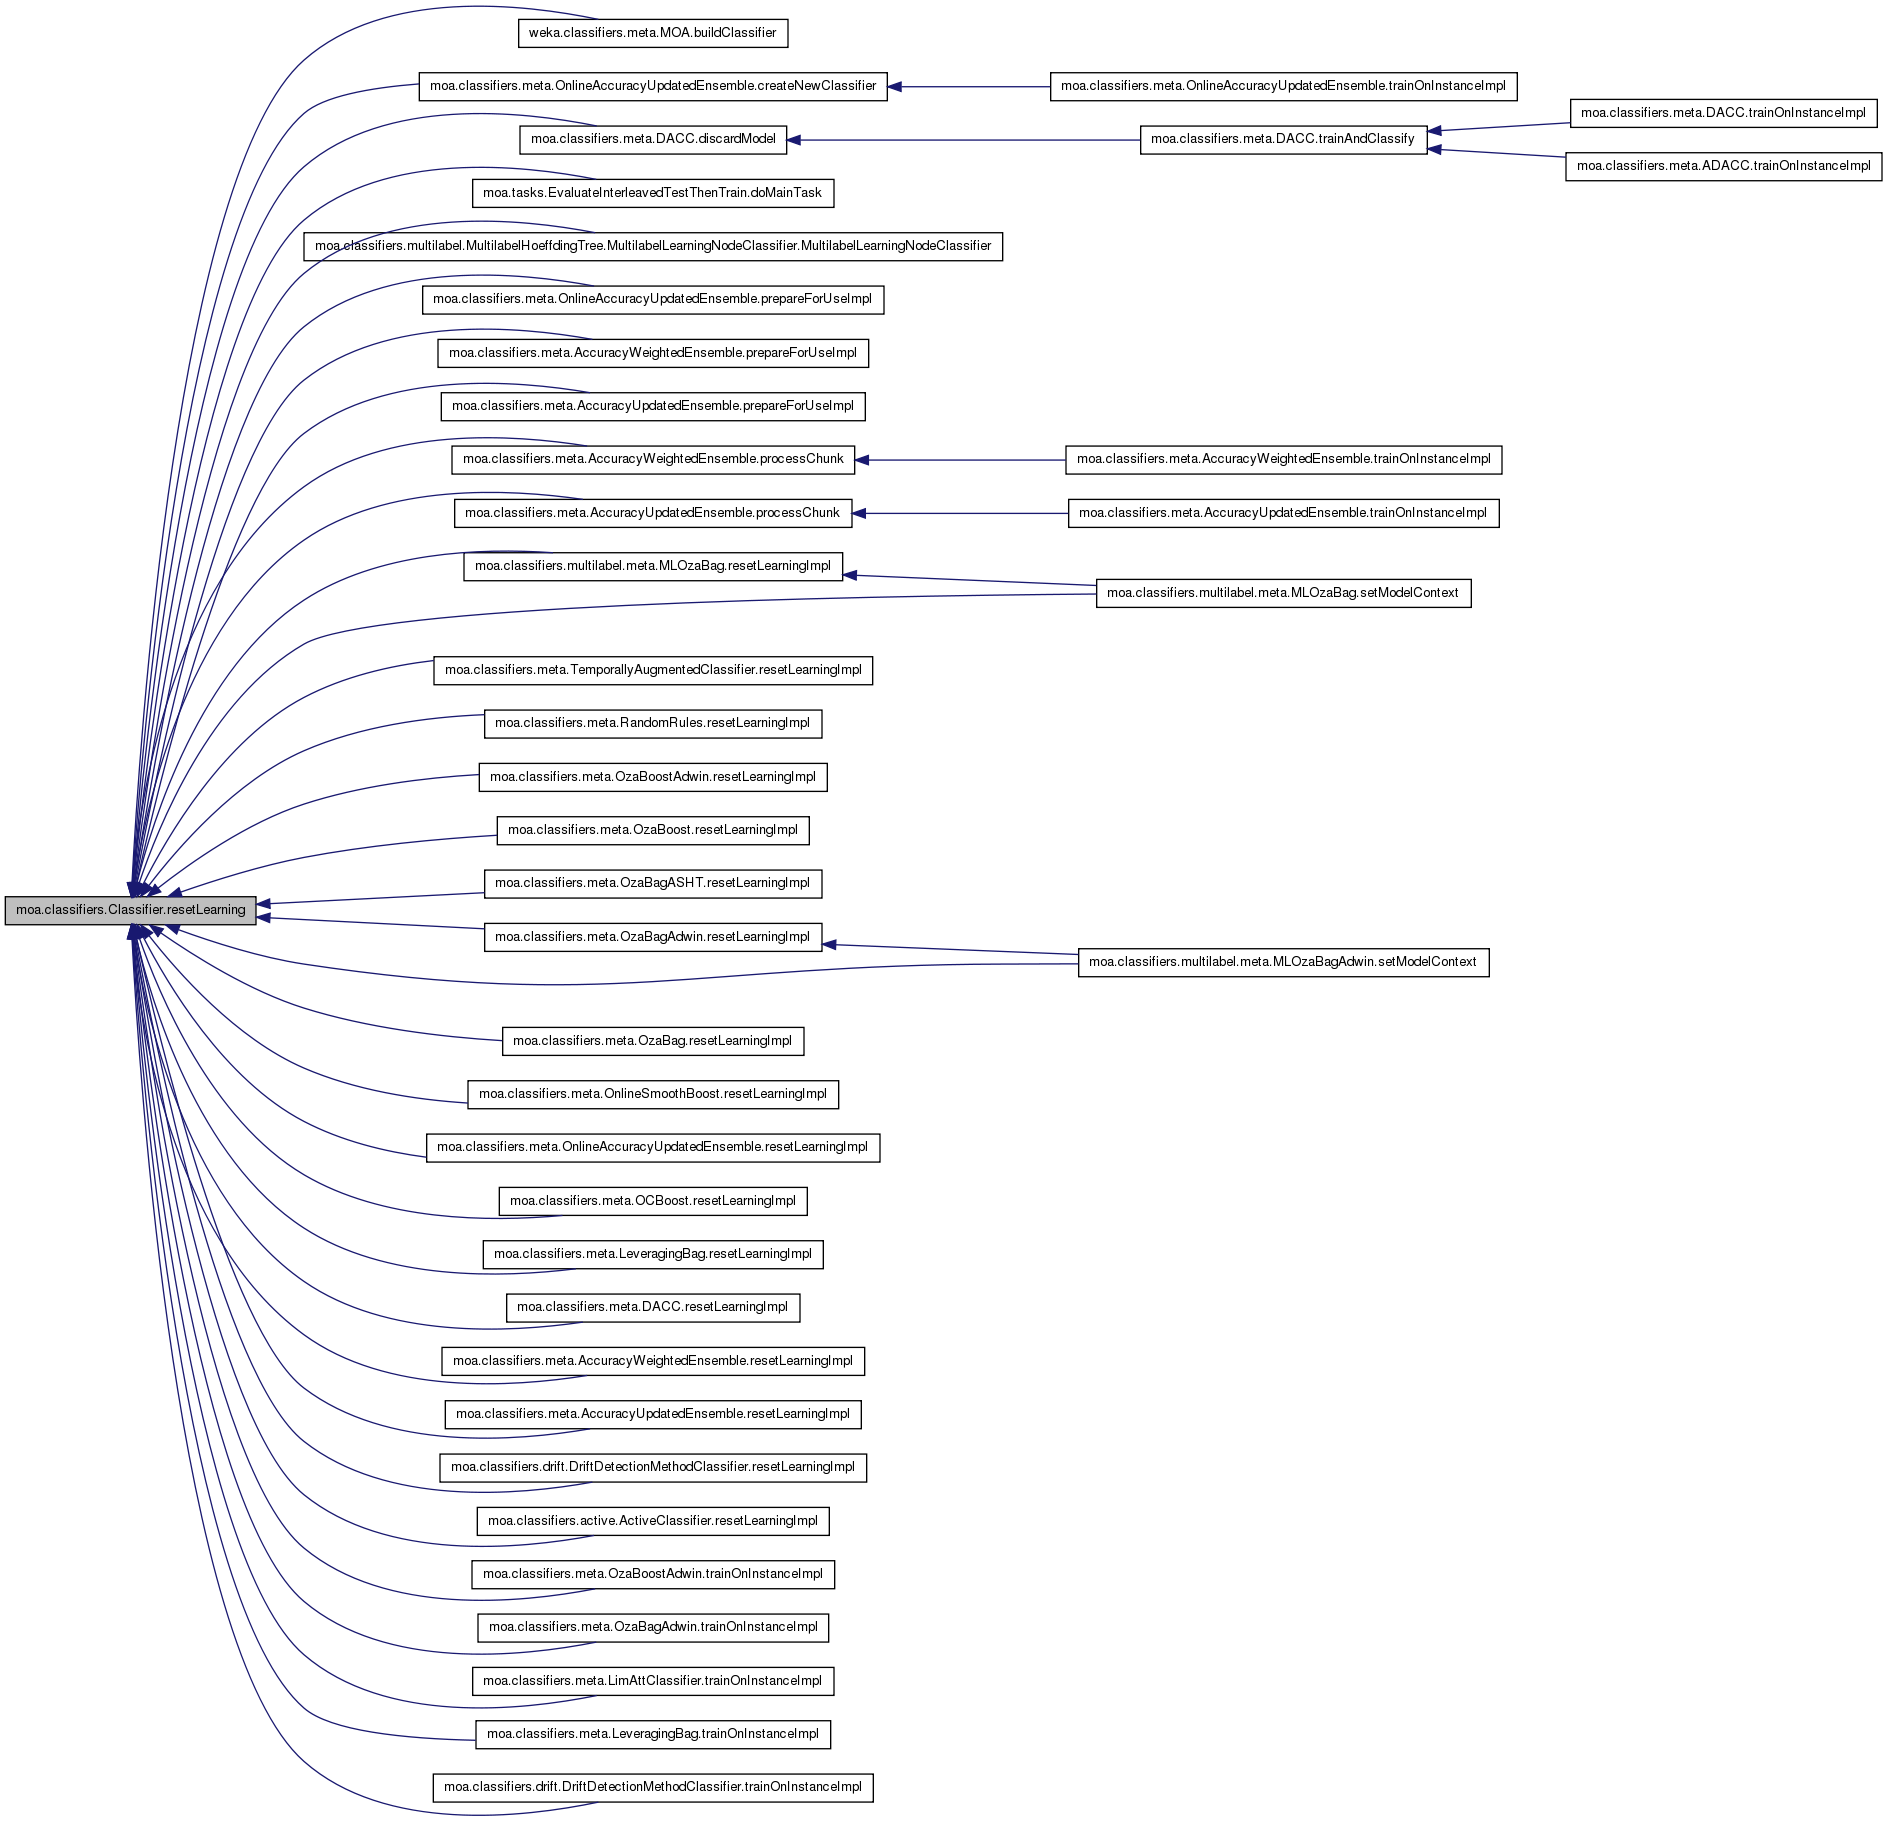 weka.classifiers.meta.MOA.buildClassifier
moa.classifiers.meta.OnlineAccuracyUpdatedEnsemble.createNewClassifier
moa.classifiers.meta.OnlineAccuracyUpdatedEnsemble.trainOnInstanceImpl
moa.classifiers.meta.DACC.trainOnInstanceImpl
moa.classifiers.meta.DACC.discardModel
moa.classifiers.meta.DACC.trainAndClassify
moa.classifiers.meta.ADACC.trainOnInstanceImpl
moa.tasks.EvaluateInterleavedTestThenTrain.doMainTask
moa.classifiers.multilabel.MultilabelHoeffdingTree.MultilabelLearningNodeClassifier.MultilabelLearningNodeClassifier
moa.classifiers.meta.OnlineAccuracyUpdatedEnsemble.prepareForUseImpl
moa.classifiers.meta.AccuracyWeightedEnsemble.prepareForUseImpl
moa.classifiers.meta.AccuracyUpdatedEnsemble.prepareForUseImpl
moa.classifiers.meta.AccuracyWeightedEnsemble.processChunk
moa.classifiers.meta.AccuracyWeightedEnsemble.trainOnInstanceImpl
moa.classifiers.meta.AccuracyUpdatedEnsemble.processChunk
moa.classifiers.meta.AccuracyUpdatedEnsemble.trainOnInstanceImpl
moa.classifiers.multilabel.meta.MLOzaBag.resetLearningImpl
moa.classifiers.multilabel.meta.MLOzaBag.setModelContext
moa.classifiers.meta.TemporallyAugmentedClassifier.resetLearningImpl
moa.classifiers.meta.RandomRules.resetLearningImpl
moa.classifiers.meta.OzaBoostAdwin.resetLearningImpl
moa.classifiers.meta.OzaBoost.resetLearningImpl
moa.classifiers.meta.OzaBagASHT.resetLearningImpl
moa.classifiers.Classifier.resetLearning
moa.classifiers.meta.OzaBagAdwin.resetLearningImpl
moa.classifiers.multilabel.meta.MLOzaBagAdwin.setModelContext
moa.classifiers.meta.OzaBag.resetLearningImpl
moa.classifiers.meta.OnlineSmoothBoost.resetLearningImpl
moa.classifiers.meta.OnlineAccuracyUpdatedEnsemble.resetLearningImpl
moa.classifiers.meta.OCBoost.resetLearningImpl
moa.classifiers.meta.LeveragingBag.resetLearningImpl
moa.classifiers.meta.DACC.resetLearningImpl
moa.classifiers.meta.AccuracyWeightedEnsemble.resetLearningImpl
moa.classifiers.meta.AccuracyUpdatedEnsemble.resetLearningImpl
moa.classifiers.drift.DriftDetectionMethodClassifier.resetLearningImpl
moa.classifiers.active.ActiveClassifier.resetLearningImpl
moa.classifiers.meta.OzaBoostAdwin.trainOnInstanceImpl
moa.classifiers.meta.OzaBagAdwin.trainOnInstanceImpl
moa.classifiers.meta.LimAttClassifier.trainOnInstanceImpl
moa.classifiers.meta.LeveragingBag.trainOnInstanceImpl
moa.classifiers.drift.DriftDetectionMethodClassifier.trainOnInstanceImpl